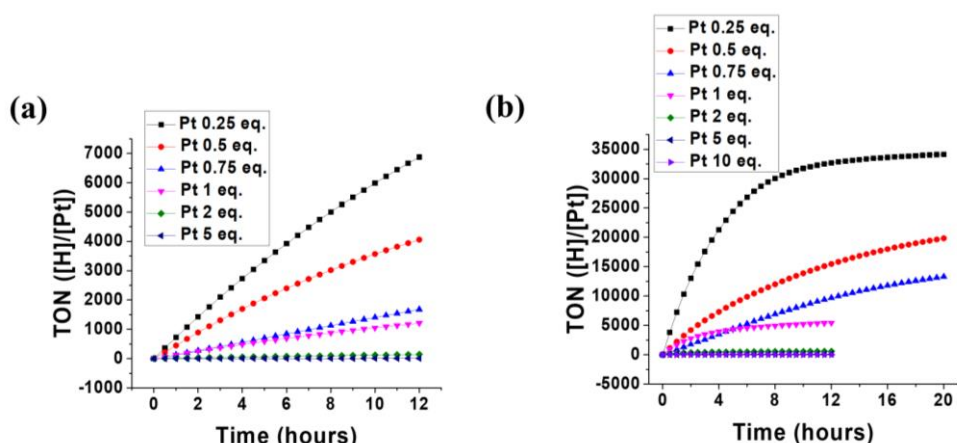 (a)
Pt 0.25 eq.
Pt 0.5 eq.
Pt 0.75 eq.
Pt 1 eq.
Pt 2 eq.
Pt 5 eq.
TON ([H]/[Pt])
7000
6000
5000
4000
3000
2000
1000
0
-1000
0 2 4 6 8 10 12
Time (hours)
(b)
Pt 0.25 eq.
Pt 0.5 eq.
Pt 0.75 eq.
Pt 1 eq.
Pt 2 eq.
Pt 5 eq.
Pt 10 eq.
TON ([H]/[Pt])
35000
30000
25000
20000
15000
10000
5000
0
-5000
0 4 8 12 16 20
Time (hours)